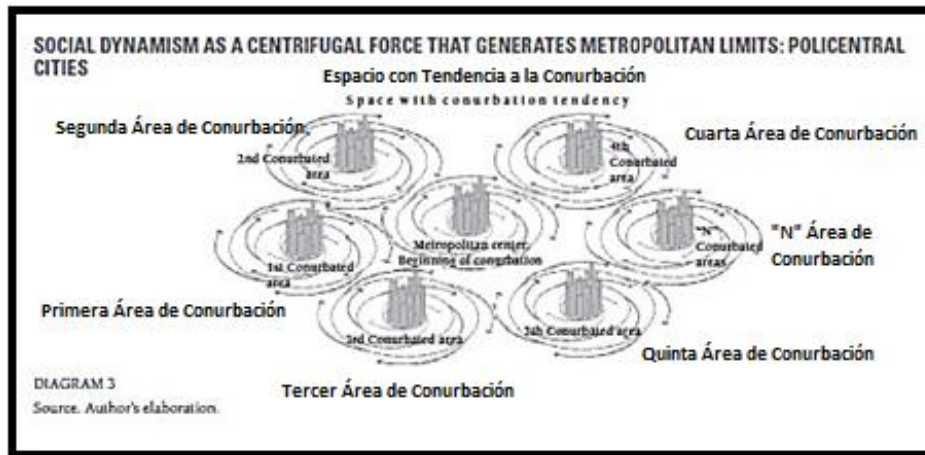 SOCIAL DYNAMISM AS A CENTRIFUGAL FORCE THAT GENERATES METROPOLITAN LIMITS: POLICENTRAL
CITIES
Espacio con Tendencia a la Conurbación
Space with conurbation tendency
Segunda Área de Conurbación
Cuarta Área de Conurbación
2nd Conurbated
area
4th
Conurbated
area
"N" Área de
Conurbación
"N"
Conurbated
areas
Metropolitan center.
Beginning of conurbation
1st Conurbated
area
Primera Área de Conurbación
3rd Conurbated area
5th Conurbated area
Quinta Área de Conurbación
Tercer Área de Conurbación
DIAGRAM 3
Source. Author's elaboration.